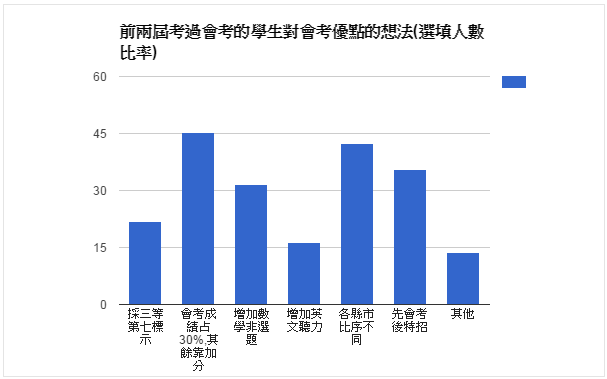 前兩屆考過會考的學生對會考優點的想法(選填人數
比率)
60
45
30
15
0
採三等
第七標
示
會考成
績占
30%,其
餘靠加
分
增加數
學非選
題
增加英
文聽力
各縣市
比序不
同
先會考
後特招
其他